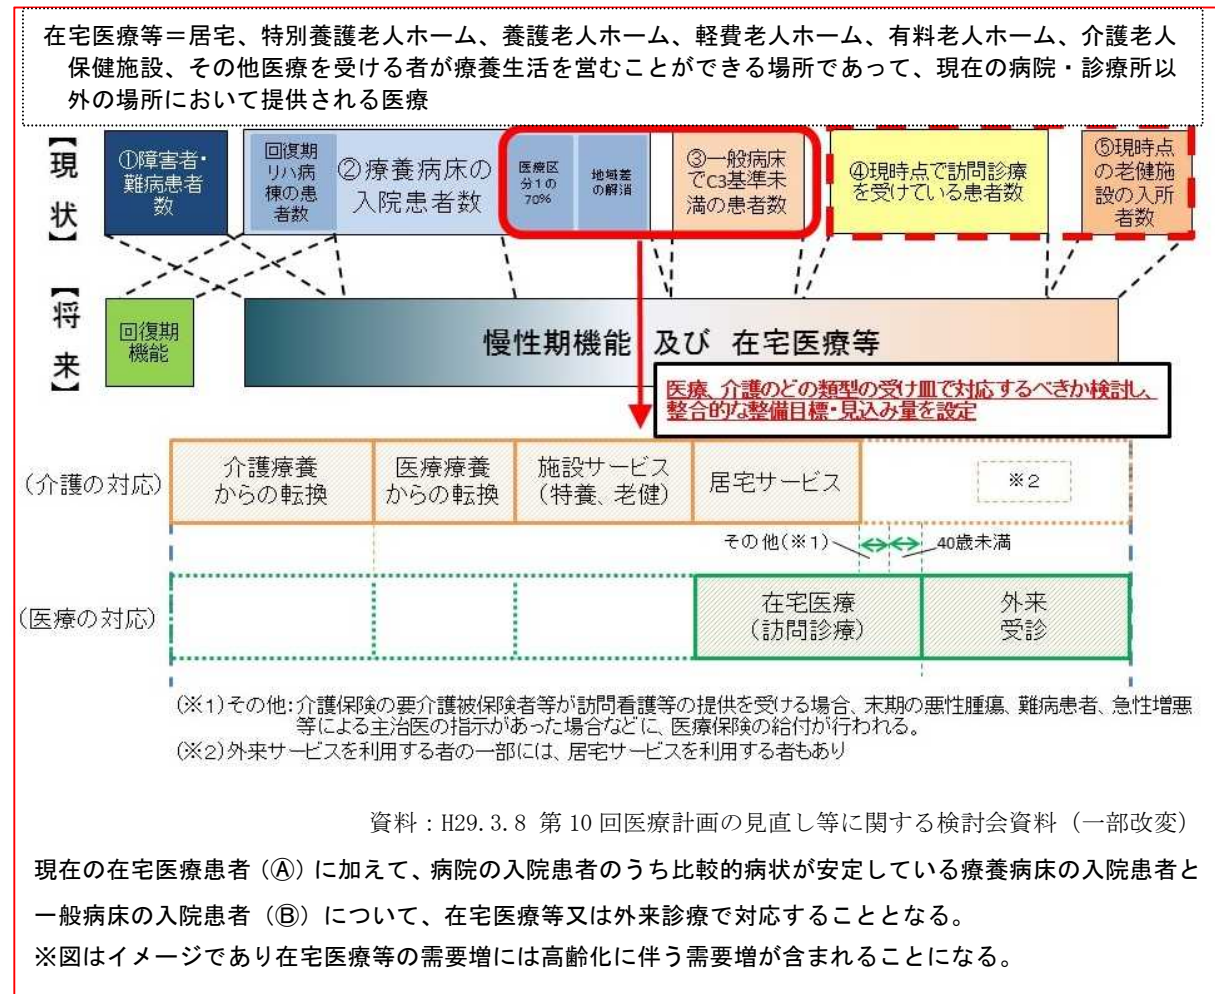 在宅医療等＝居宅、特別養護老人ホーム、養護老人ホーム、軽費老人ホーム、有料老人ホーム、介護老人
保健施設、その他医療を受ける者が療養生活を営むことができる場所であって、現在の病院・診療所以
外の場所において提供される医療
【現状】
①障害者・
難病患者
数
回復期
リハ病
棟の患
者数
②療養病床の
入院患者数
医療区
分1の
70%
地域差
の解消
③一般病床
でC3基準未
満の患者数
④現時点で訪問診療
を受けている患者数
⑤現時点
の老健施
設の入所
者数
【将来】
回復期
機能
慢性期機能 及び 在宅医療等
医療、介護のどの類型の受け皿で対応するべきか検討し、
整合的な整備目標・見込み量を設定
(介護の対応)
介護療養
からの転換
医療療養
からの転換
施設サービス
(特養、老健)
居宅サービス
※2
その他(※1)
40歳未満
(医療の対応)
在宅医療
(訪問診療)
外来
受診
(※1)その他：介護保険の要介護被保険者等が訪問看護等の提供を受ける場合、末期の悪性腫瘍、難病患者、急性増悪
等による主治医の指示があった場合などに、医療保険の給付が行われる。
(※2)外来サービスを利用する者の一部には、居宅サービスを利用する者もあり
資料：H29.3.8 第10回医療計画の見直し等に関する検討会資料（一部改変）
現在の在宅医療患者（Ⓐ）に加えて、病院の入院患者のうち比較的病状が安定している療養病床の入院患者と
一般病床の入院患者（Ⓑ）について、在宅医療等又は外来診療で対応することとなる。
※図はイメージであり在宅医療等の需要増には高齢化に伴う需要増が含まれることになる。